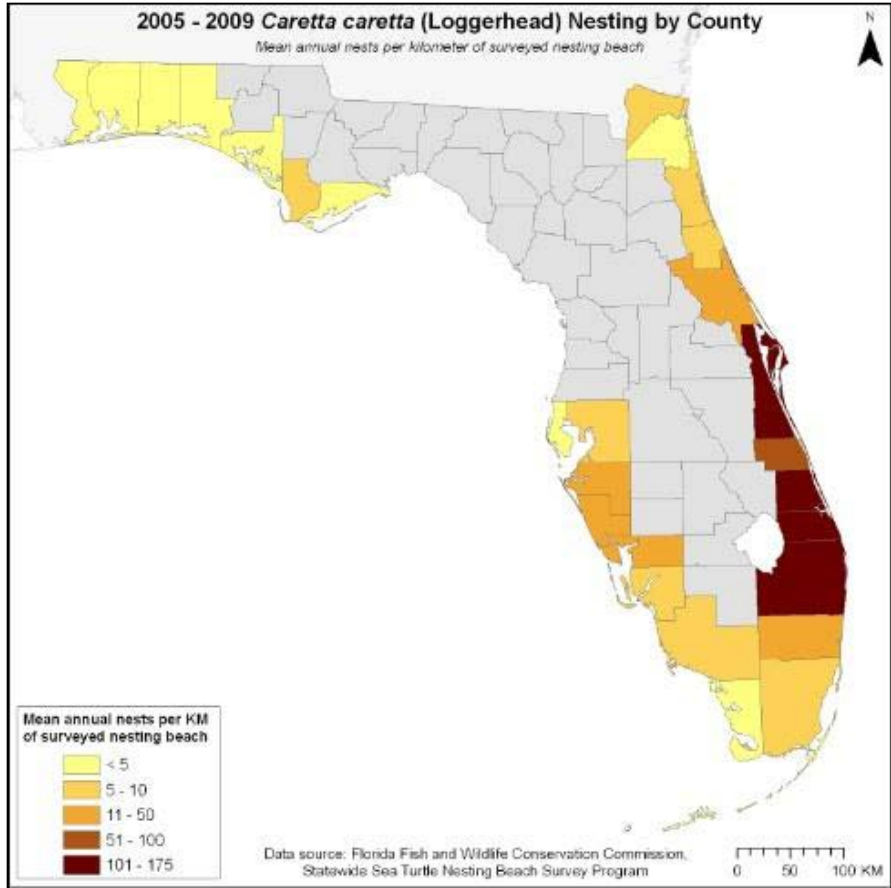 2005 - 2009 Caretta caretta (Loggerhead) Nesting by County
Mean annual nests per kilometer of surveyed nesting beach
N
Mean annual nests per KM
of surveyed nesting beach
< 5
5 - 10
11 - 50
51 - 100
101 - 175
Data source: Florida Fish and Wildlife Conservation Commission,
Statewide Sea Turtle Nesting Beach Survey Program
0 50 100 KM